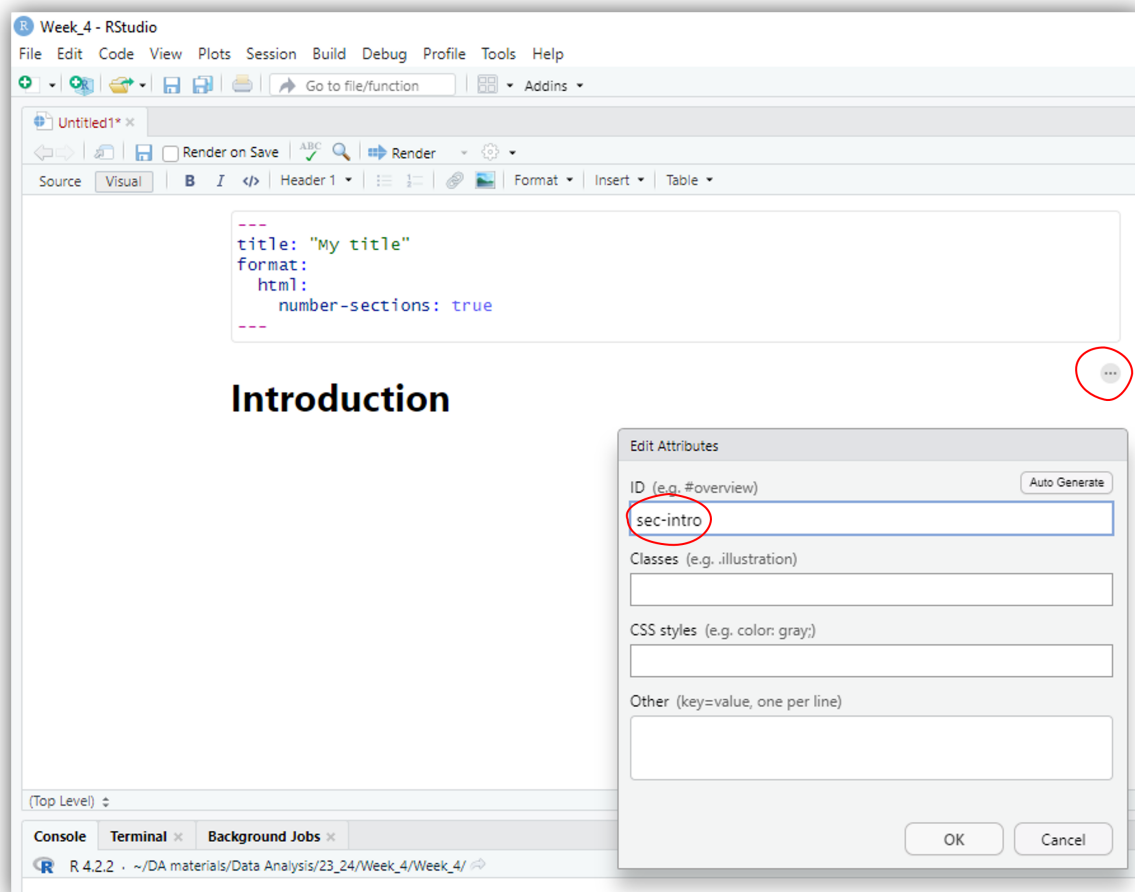 R Week_4 - RStudio
File Edit Code View Plots Session Build Debug Profile Tools Help
R Go to file/function Addins
Untitled1* ×
Render on Save ABC Render
Source Visual B I </> Header 1 Format Insert Table
---
title: "My title"
format:
  html:
    number-sections: true
---
Introduction
Edit Attributes
ID (e.g. #overview) Auto Generate
sec-intro
Classes (e.g. .illustration)
CSS styles (e.g. color: gray;)
Other (key=value, one per line)
OK Cancel
(Top Level)
Console Terminal × Background Jobs ×
R R 4.2.2 · ~/DA materials/Data Analysis/23_24/Week_4/Week_4/